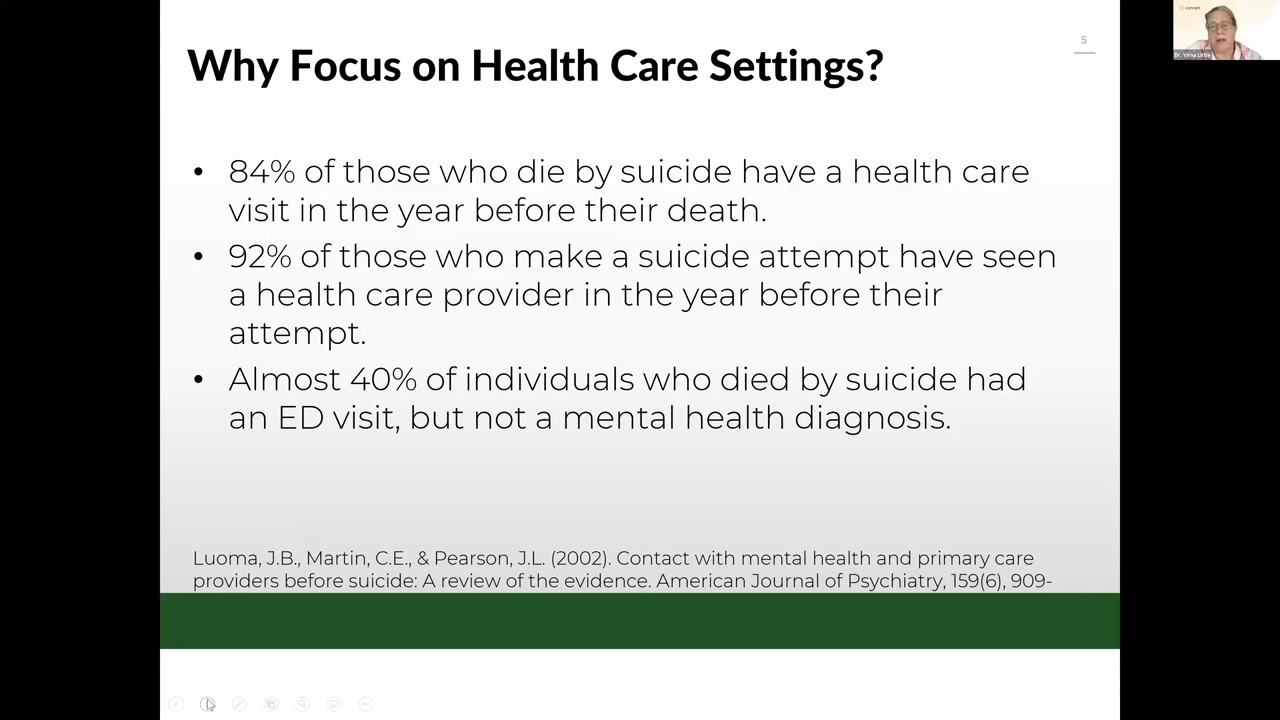 5
concert
Why Focus on Health Care Settings?
Dr. Virna Little
• 84% of those who die by suicide have a health care
visit in the year before their death.
• 92% of those who make a suicide attempt have seen
a health care provider in the year before their
attempt.
• Almost 40% of individuals who died by suicide had
an ED visit, but not a mental health diagnosis.
Luoma, J.B., Martin, C.E., & Pearson, J.L. (2002). Contact with mental health and primary care
providers before suicide: A review of the evidence. American Journal of Psychiatry, 159(6), 909-